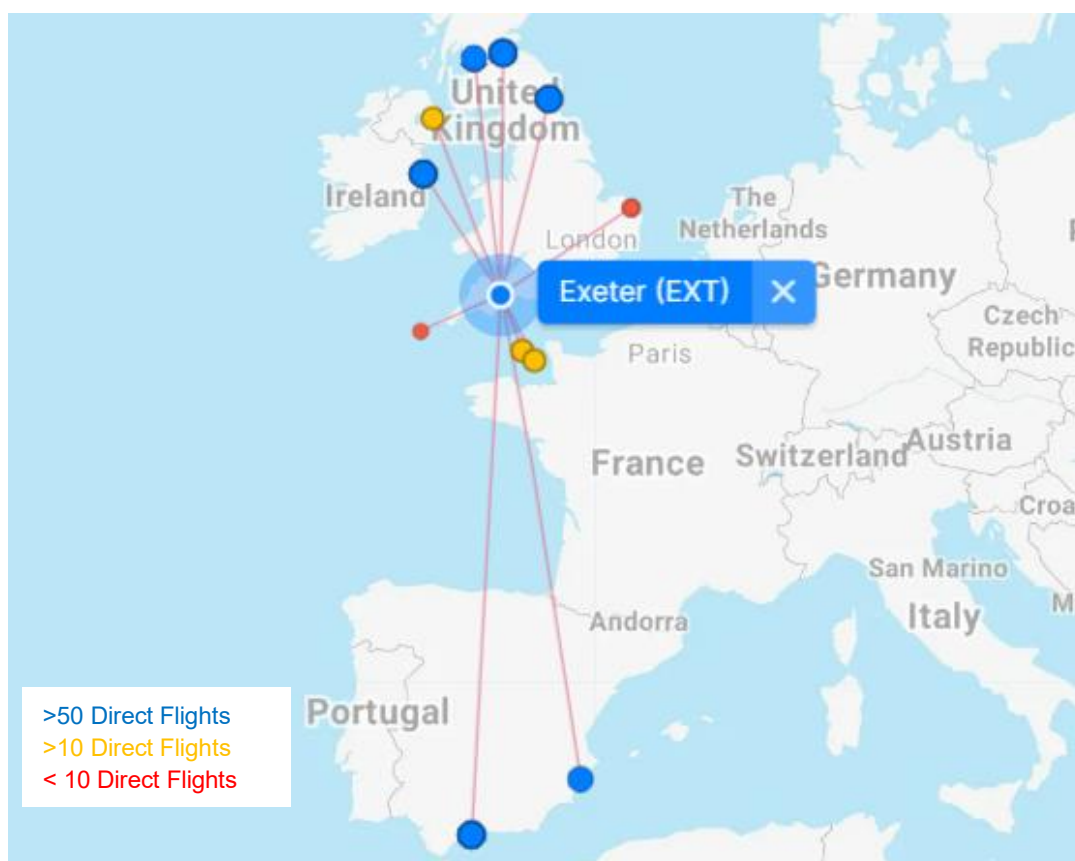 United
Kingdom
Ireland
The
Netherlands
London
Exeter (EXT) ×
Germany
Czech
Republic
Paris
Austria
France
Switzerland
Croa
San Marino
M
Andorra
Italy
Portugal
>50 Direct Flights
>10 Direct Flights
< 10 Direct Flights